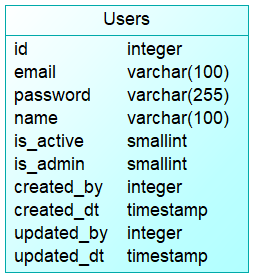 Users
id integer
email varchar(100)
password varchar(255)
name varchar(100)
is_active smallint
is_admin smallint
created_by integer
created_dt timestamp
updated_by integer
updated_dt timestamp